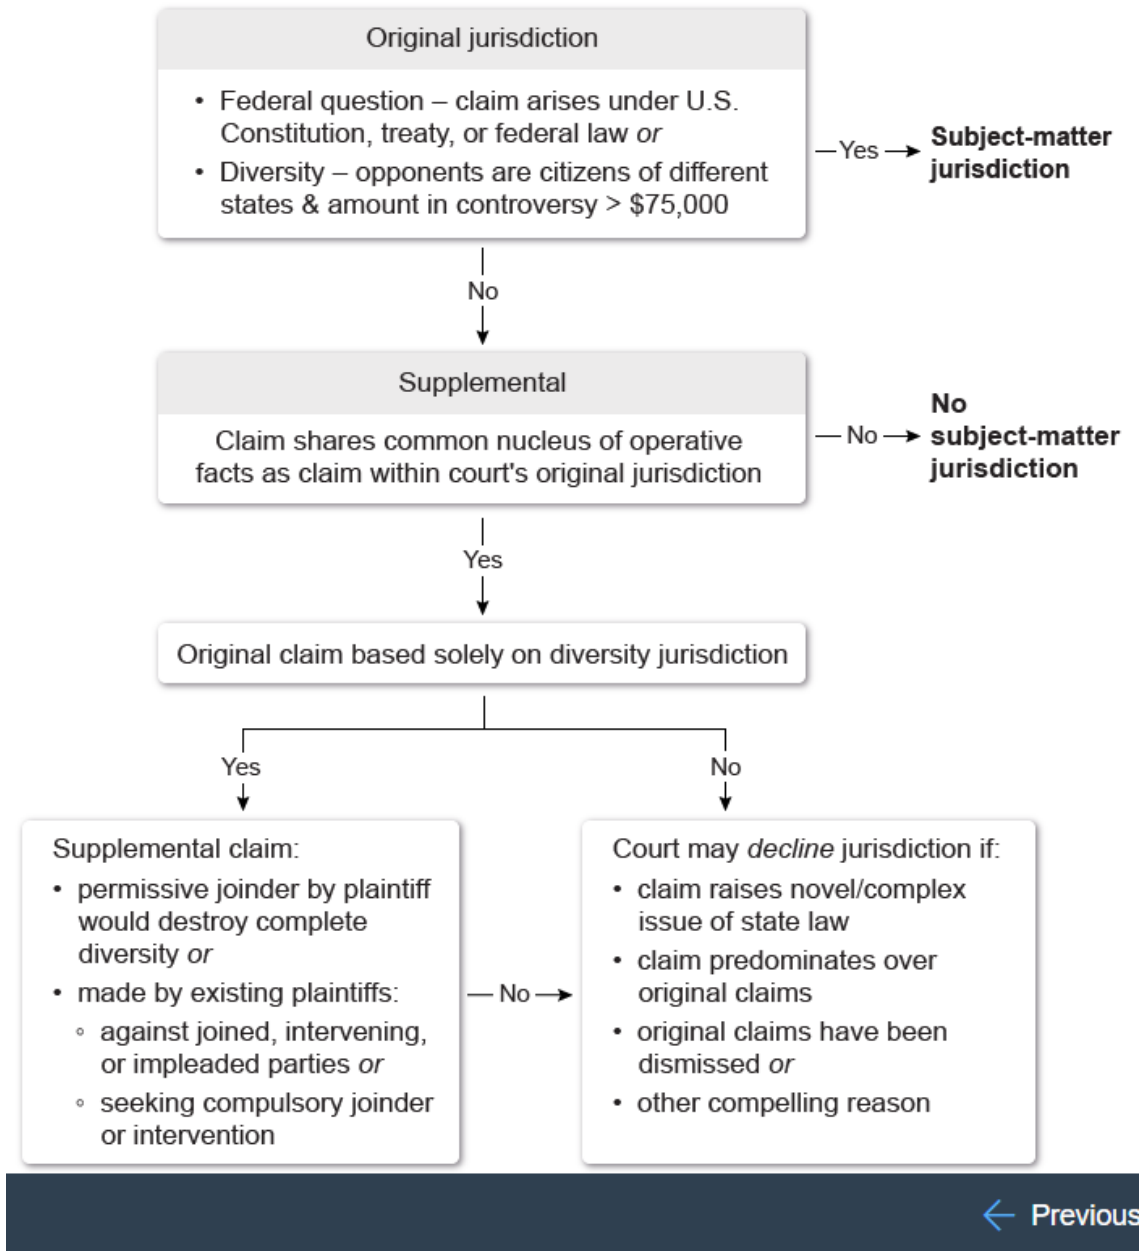 Original jurisdiction
• Federal question – claim arises under U.S.
Constitution, treaty, or federal law or
• Diversity – opponents are citizens of different
states & amount in controversy > $75,000
Yes
Subject-matter
jurisdiction
No
Supplemental
Claim shares common nucleus of operative
facts as claim within court's original jurisdiction
No
No
subject-matter
jurisdiction
Yes
Original claim based solely on diversity jurisdiction
Yes
No
Supplemental claim:
• permissive joinder by plaintiff
would destroy complete
diversity or
• made by existing plaintiffs:
◦ against joined, intervening,
or impleaded parties or
◦ seeking compulsory joinder
or intervention
No
Court may decline jurisdiction if:
• claim raises novel/complex
issue of state law
• claim predominates over
original claims
• original claims have been
dismissed or
• other compelling reason
Previous